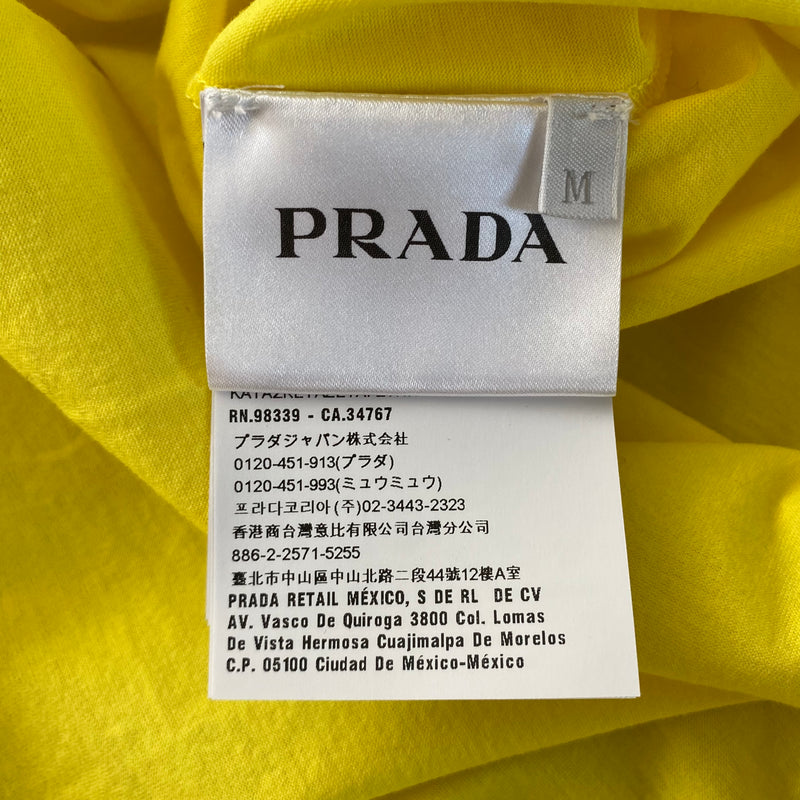 PRADA
M
RN.98339 - CA.34767
プラダジャパン株式会社
0120-451-913(プラダ)
0120-451-993(ミュウミュウ)
프라다코리아(주)02-3443-2323
香港商台灣意比有限公司台灣分公司
886-2-2571-5255
臺北市中山區中山北路二段44號12樓A室
PRADA RETAIL MÉXICO, S DE RL DE CV
AV. Vasco De Quiroga 3800 Col. Lomas
De Vista Hermosa Cuajimalpa De Morelos
C.P. 05100 Ciudad De México-México